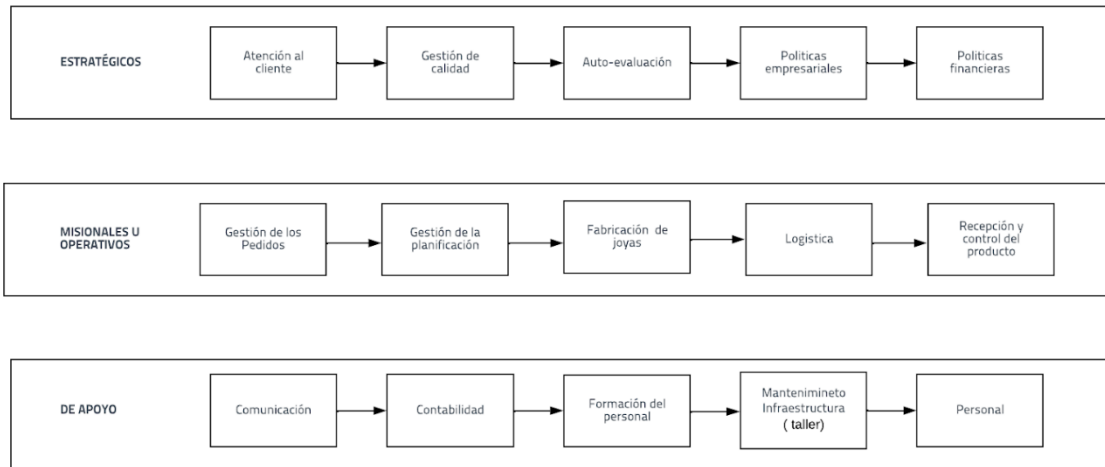 ESTRATÉGICOS
Atención al
cliente
Gestión de
calidad
Auto-evaluación
Politicas
empresariales
Politicas
financieras
MISIONALES U
OPERATIVOS
Gestión de los
Pedidos
Gestión de la
planificación
Fabricación de
joyas
Logistica
Recepción y
control del
producto
DE APOYO
Comunicación
Contabilidad
Formación del
personal
Mantenimineto
Infraestructura
( taller)
Personal